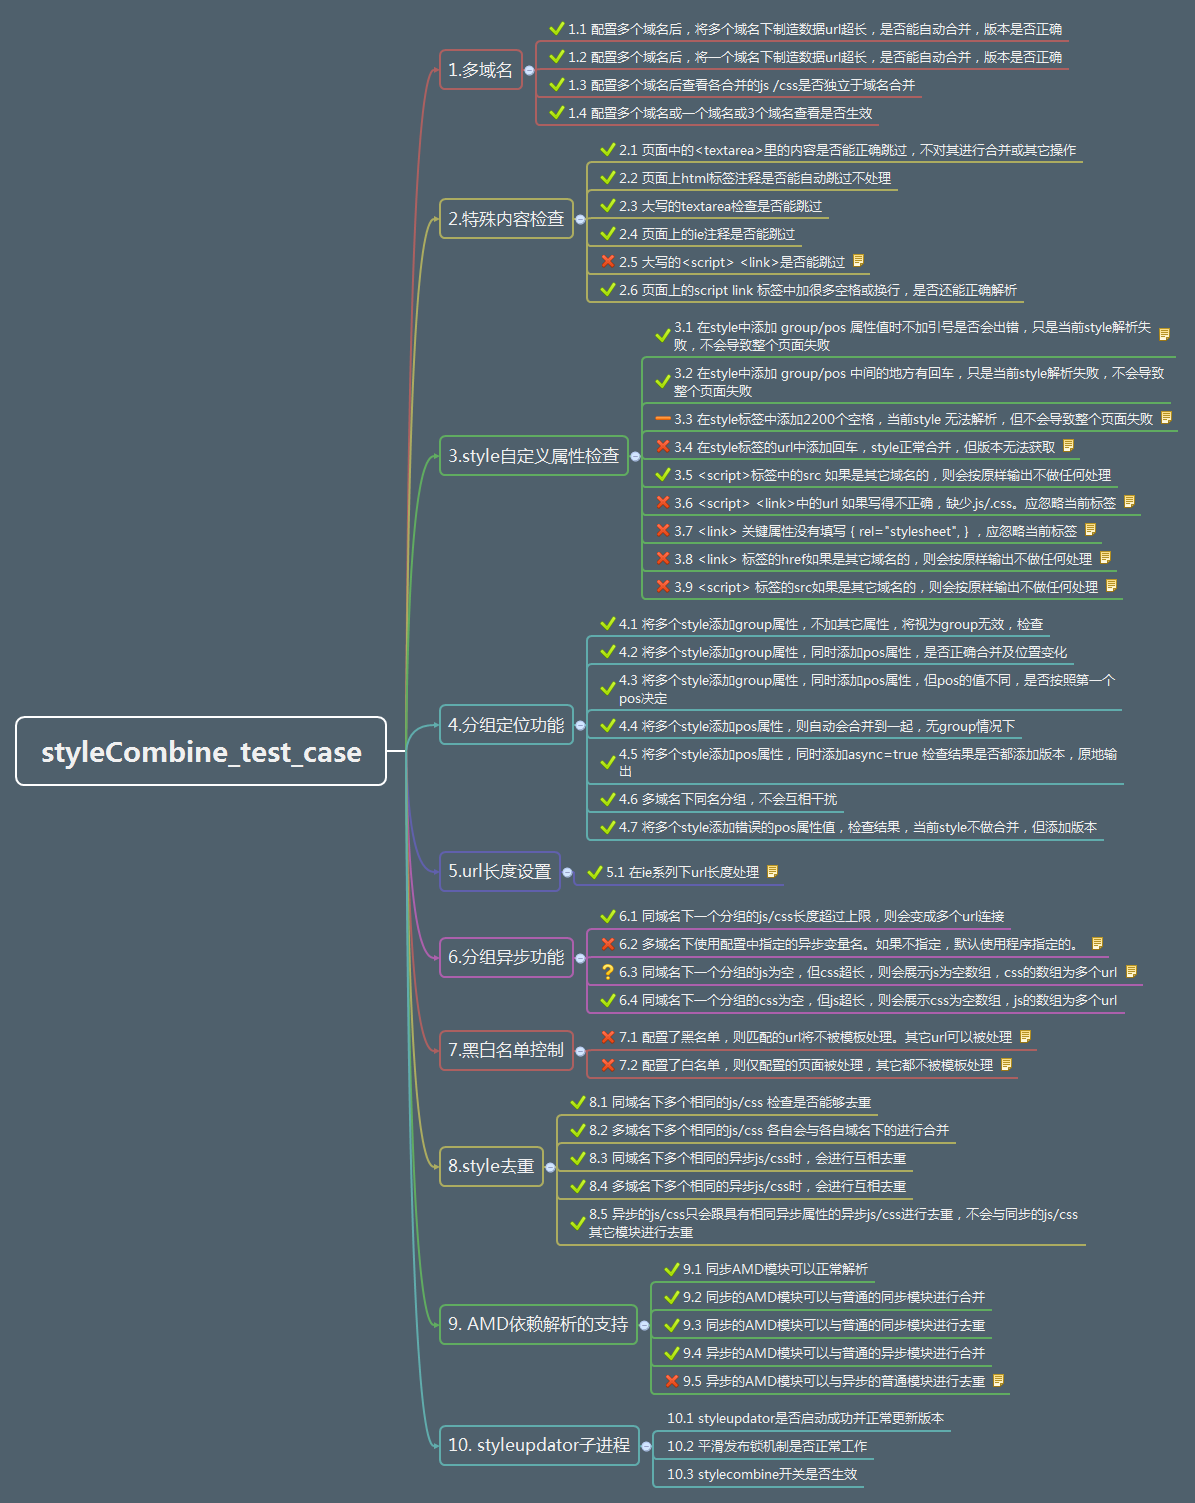 styleCombine_test_case
1.多域名
1.1 配置多个域名后，将多个域名下制造数据url超长，是否能自动合并，版本是否正确
1.2 配置多个域名后，将一个域名下制造数据url超长，是否能自动合并，版本是否正确
1.3 配置多个域名后查看各合并的js /css是否独立于域名合并
1.4 配置多个域名或一个域名或3个域名查看是否生效
2.特殊内容检查
2.1 页面中的<textarea>里的内容是否能正确跳过，不对其进行合并或其它操作
2.2 页面上html标签注释是否能自动跳过不处理
2.3 大写的textarea检查是否能跳过
2.4 页面上的ie注释是否能跳过
2.5 大写的<script> <link>是否能跳过
2.6 页面上的script link 标签中加很多空格或换行，是否还能正确解析
3.style自定义属性检查
3.1 在style中添加 group/pos 属性值时不加引号是否会出错，只是当前style解析失
败，不会导致整个页面失败
3.2 在style中添加 group/pos 中间的地方有回车，只是当前style解析失败，不会导致
整个页面失败
3.3 在style标签中添加2200个空格，当前style 无法解析，但不会导致整个页面失败
3.4 在style标签的url中添加回车，style正常合并，但版本无法获取
3.5 <script>标签中的src 如果是其它域名的，则会按原样输出不做任何处理
3.6 <script> <link>中的url 如果写得不正确，缺少.js/.css。应忽略当前标签
3.7 <link> 关键属性没有填写 { rel="stylesheet", } ，应忽略当前标签
3.8 <link> 标签的href如果是其它域名的，则会按原样输出不做任何处理
3.9 <script> 标签的src如果是其它域名的，则会按原样输出不做任何处理
4.分组定位功能
4.1 将多个style添加group属性，不加其它属性，将视为group无效，检查
4.2 将多个style添加group属性，同时添加pos属性，是否正确合并及位置变化
4.3 将多个style添加group属性，同时添加pos属性，但pos的值不同，是否按照第一个
pos决定
4.4 将多个style添加pos属性，则自动会合并到一起，无group情况下
4.5 将多个style添加pos属性，同时添加async=true 检查结果是否都添加版本，原地输
出
4.6 多域名下同名分组，不会互相干扰
4.7 将多个style添加错误的pos属性值，检查结果，当前style不做合并，但添加版本
5.url长度设置
5.1 在ie系列下url长度处理
6.分组异步功能
6.1 同域名下一个分组的js/css长度超过上限，则会变成多个url连接
6.2 多域名下使用配置中指定的异步变量名。如果不指定，默认使用程序指定的。
6.3 同域名下一个分组的js为空，但css超长，则会展示js为空数组，css的数组为多个url
6.4 同域名下一个分组的css为空，但js超长，则会展示css为空数组，js的数组为多个url
7.黑白名单控制
7.1 配置了黑名单，则匹配的url将不被模板处理。其它url可以被处理
7.2 配置了白名单，则仅配置的页面被处理，其它都不被模板处理
8.style去重
8.1 同域名下多个相同的js/css 检查是否能够去重
8.2 多域名下多个相同的js/css 各自会与各自域名下的进行合并
8.3 同域名下多个相同的异步js/css时，会进行互相去重
8.4 多域名下多个相同的异步js/css时，会进行互相去重
8.5 异步的js/css只会跟具有相同异步属性的异步js/css进行去重，不会与同步的js/css
其它模块进行去重
9. AMD依赖解析的支持
9.1 同步AMD模块可以正常解析
9.2 同步的AMD模块可以与普通的同步模块进行合并
9.3 同步的AMD模块可以与普通的同步模块进行去重
9.4 异步的AMD模块可以与普通的异步模块进行合并
9.5 异步的AMD模块可以与异步的普通模块进行去重
10. styleupdator子进程
10.1 styleupdator是否启动成功并正常更新版本
10.2 平滑发布锁机制是否正常工作
10.3 stylecombine开关是否生效